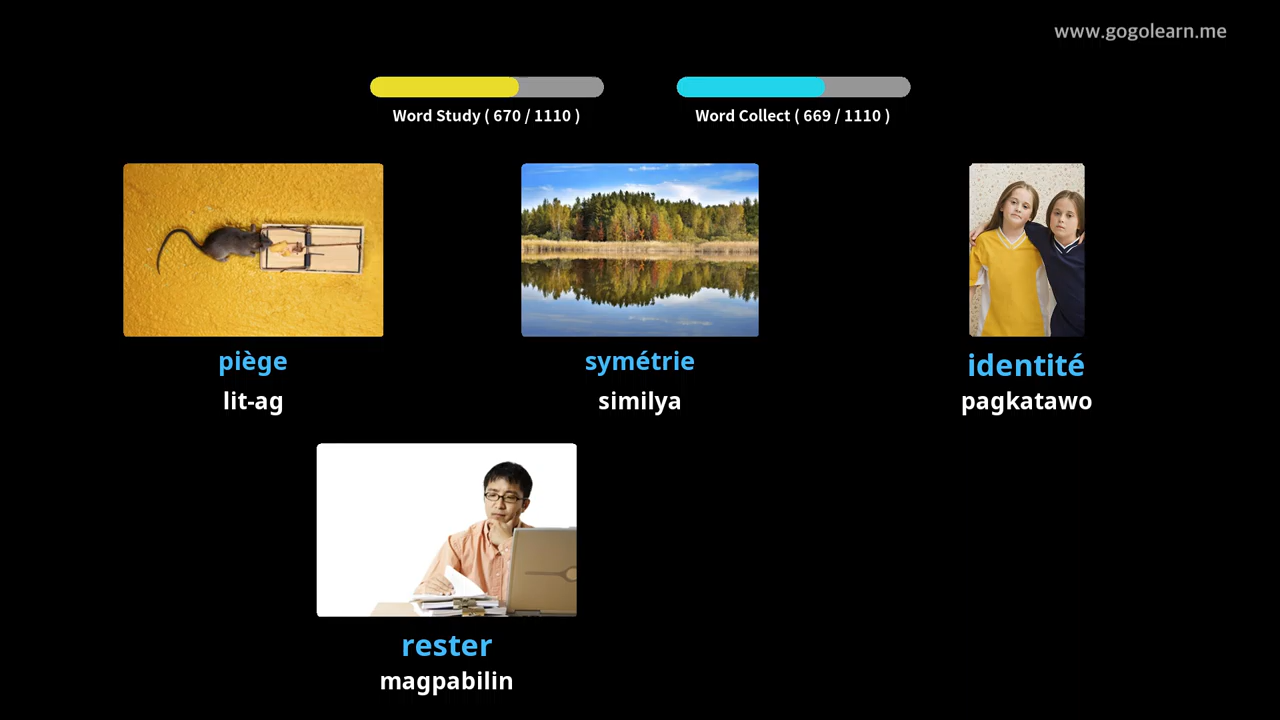 www.gogolearn.me
Word Study ( 670 / 1110 )
Word Collect ( 669 / 1110 )
piège
lit-ag
symétrie
similya
identité
pagkatawo
rester
magpabilin